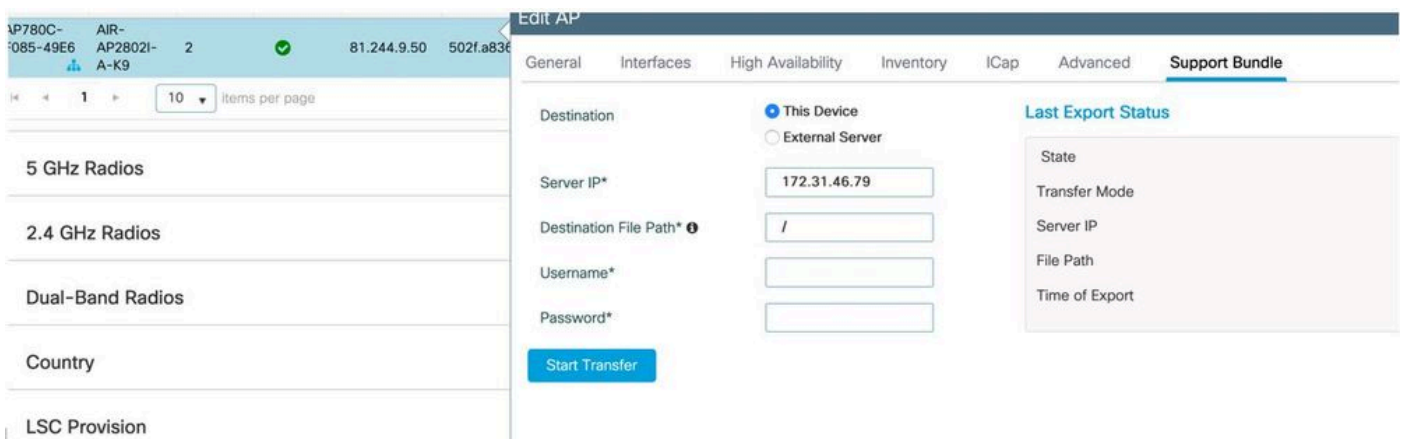 AP780C-
F085-49E6
AIR-
AP2802I-
A-K9
2
81.244.9.50
502f.a836
1
10
items per page
5 GHz Radios
2.4 GHz Radios
Dual-Band Radios
Country
LSC Provision
Edit AP
General Interfaces High Availability Inventory ICap Advanced Support Bundle
Destination
This Device
External Server
Server IP*
172.31.46.79
Destination File Path*
/
Username*
Password*
Start Transfer
Last Export Status
State
Transfer Mode
Server IP
File Path
Time of Export